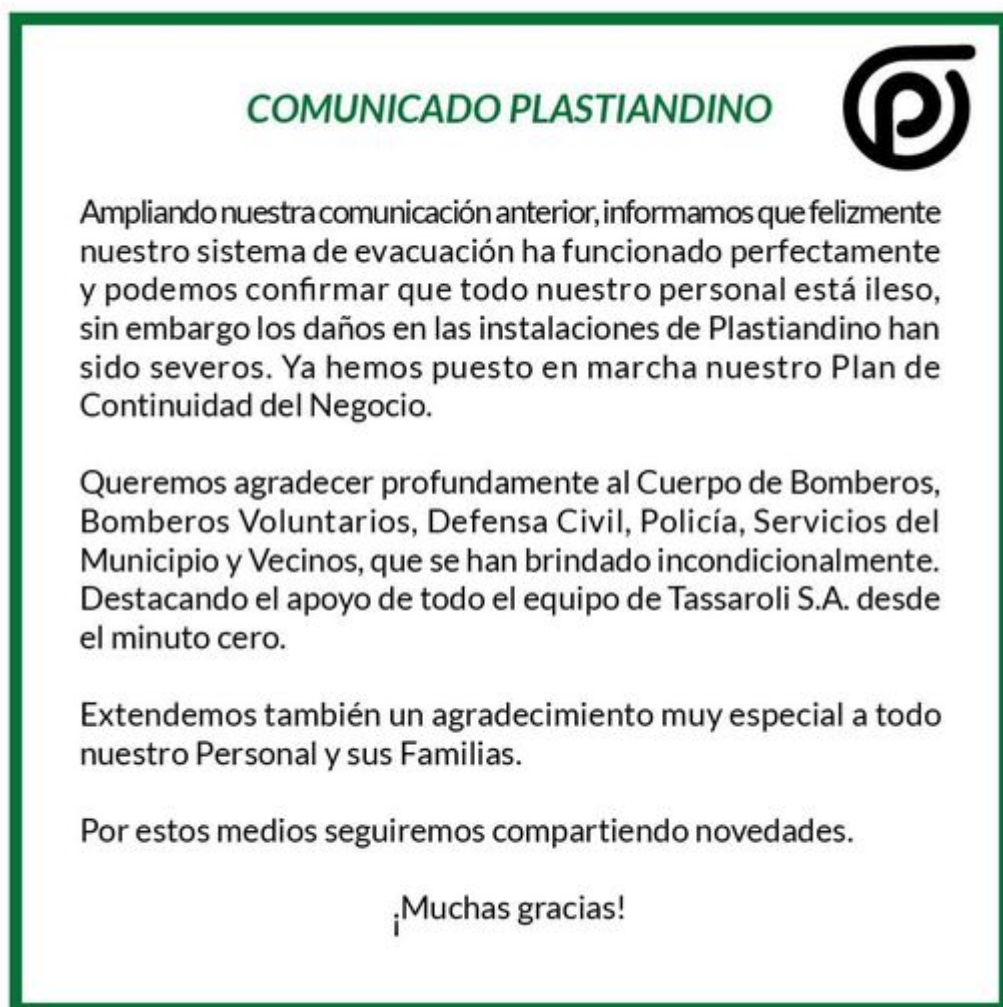 COMUNICADO PLASTIANDINO
Ampliando nuestra comunicación anterior, informamos que felizmente
nuestro sistema de evacuación ha funcionado perfectamente
y podemos confirmar que todo nuestro personal está ileso,
sin embargo los daños en las instalaciones de Plastiandino han
sido severos. Ya hemos puesto en marcha nuestro Plan de
Continuidad del Negocio.
Queremos agradecer profundamente al Cuerpo de Bomberos,
Bomberos Voluntarios, Defensa Civil, Policía, Servicios del
Municipio y Vecinos, que se han brindado incondicionalmente.
Destacando el apoyo de todo el equipo de Tassaroli S.A. desde
el minuto cero.
Extendemos también un agradecimiento muy especial a todo
nuestro Personal y sus Familias.
Por estos medios seguiremos compartiendo novedades.
¡Muchas gracias!